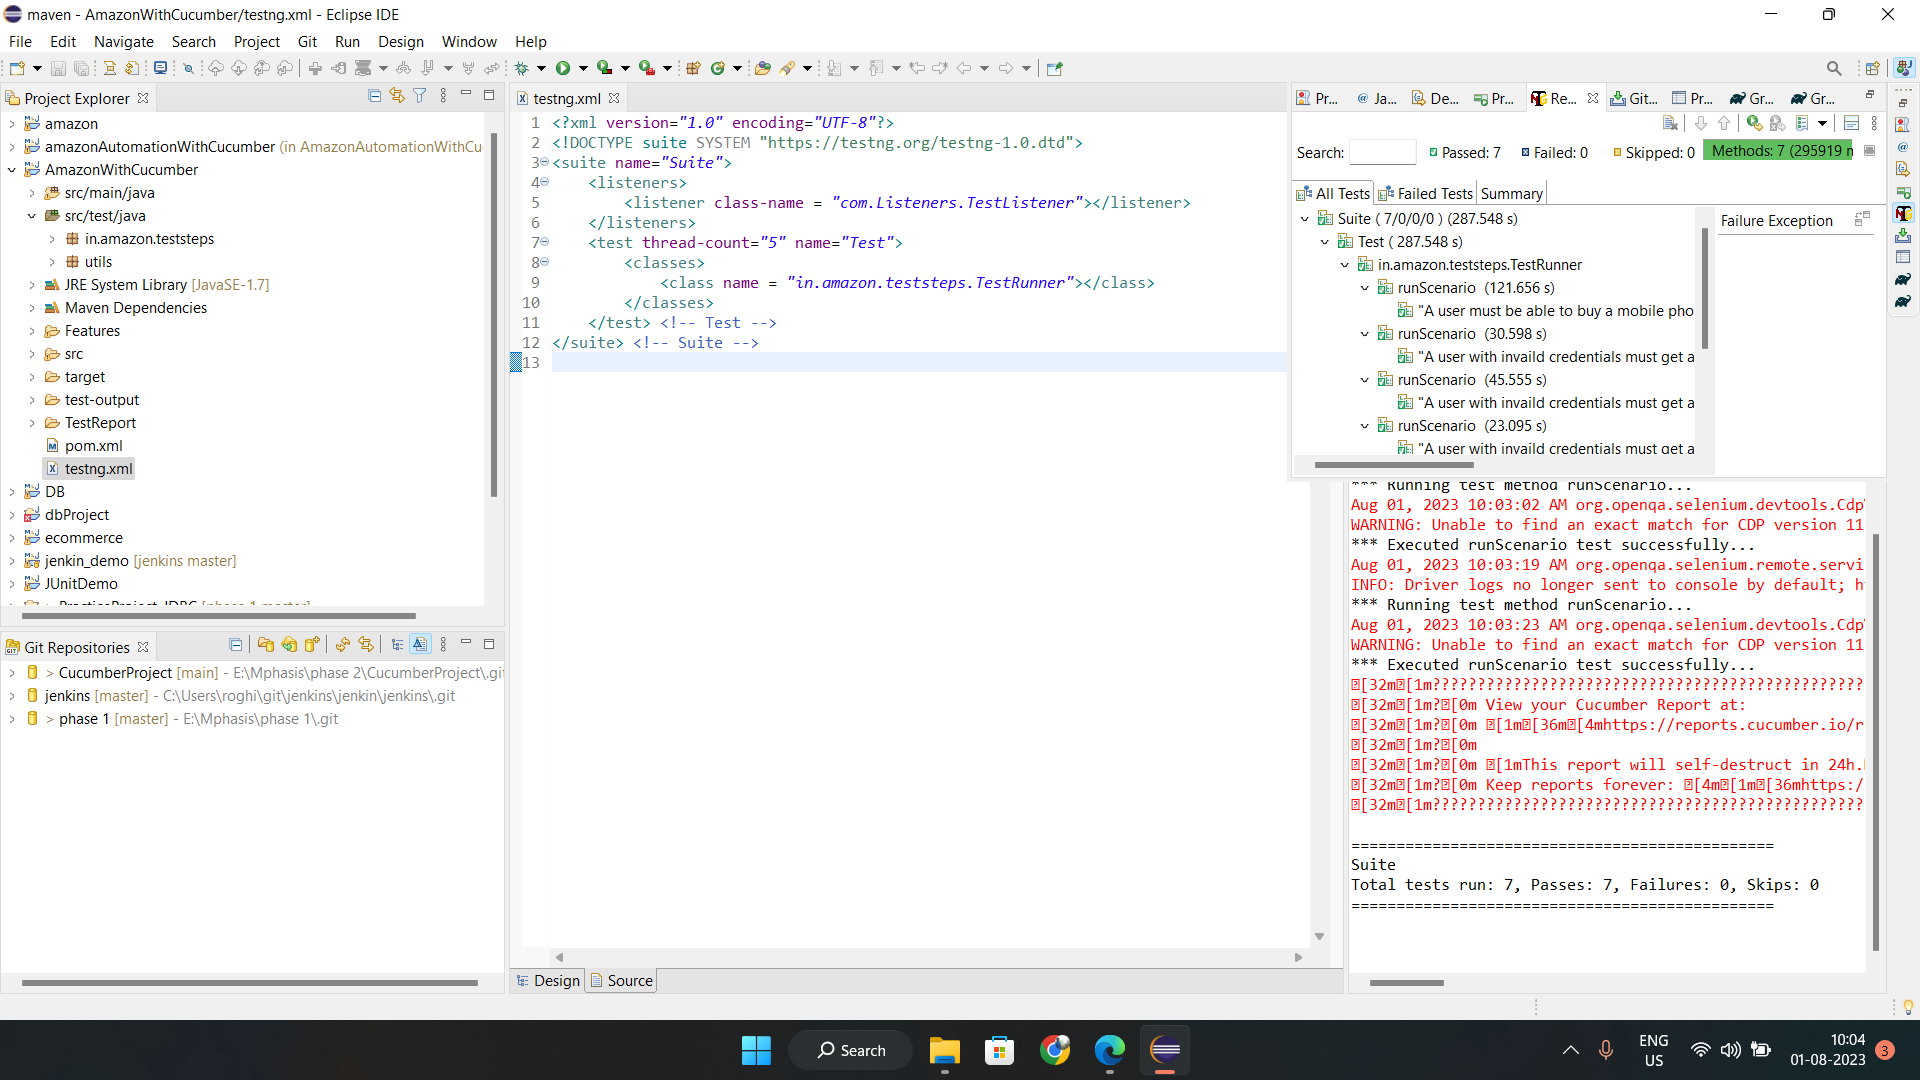 maven - AmazonWithCucumber/testng.xml - Eclipse IDE
File Edit Navigate Search Project Git Run Design Window Help
Project Explorer
amazon
amazonAutomationWithCucumber (in AmazonAutomationWithCu
AmazonWithCucumber
src/main/java
src/test/java
in.amazon.teststeps
utils
JRE System Library [JavaSE-1.7]
Maven Dependencies
Features
src
target
test-output
TestReport
pom.xml
testng.xml
DB
dbProject
ecommerce
jenkin_demo [jenkins master]
JUnitDemo
Git Repositories
> CucumberProject [main] - E:\Mphasis\phase 2\CucumberProject\.git
jenkins [master] - C:\Users\roghi\git\jenkins\jenkin\jenkins\.git
> phase 1 [master] - E:\Mphasis\phase 1\.git
testng.xml
1 <?xml version="1.0" encoding="UTF-8"?>
2 <!DOCTYPE suite SYSTEM "https://testng.org/testng-1.0.dtd">
3 <suite name="Suite">
4 <listeners>
5 <listener class-name = "com.Listeners.TestListener"></listener>
6 </listeners>
7 <test thread-count="5" name="Test">
8 <classes>
9 <class name = "in.amazon.teststeps.TestRunner"></class>
10 </classes>
11 </test> <!-- Test -->
12 </suite> <!-- Suite -->
13
Design Source
Pr... Ja... De... Pr... Re... Git... Pr... Gr... Gr...
Search: Passed: 7 Failed: 0 Skipped: 0 Methods: 7 (295919 m
All Tests Failed Tests Summary
Suite ( 7/0/0/0 ) (287.548 s)
Test ( 287.548 s)
in.amazon.teststeps.TestRunner
runScenario (121.656 s)
"A user must be able to buy a mobile pho
runScenario (30.598 s)
"A user with invaild credentials must get a
runScenario (45.555 s)
"A user with invaild credentials must get a
runScenario (23.095 s)
"A user with invaild credentials must get a
Failure Exception
*** Running test method runScenario...
Aug 01, 2023 10:03:02 AM org.openqa.selenium.devtools.Cdp
WARNING: Unable to find an exact match for CDP version 11
*** Executed runScenario test successfully...
Aug 01, 2023 10:03:19 AM org.openqa.selenium.remote.servi
INFO: Driver logs no longer sent to console by default; h
*** Running test method runScenario...
Aug 01, 2023 10:03:23 AM org.openqa.selenium.devtools.Cdp
WARNING: Unable to find an exact match for CDP version 11
*** Executed runScenario test successfully...
[32m[1m????????????????????????????????????????????????
[32m[1m?[0m View your Cucumber Report at:
[32m[1m?[0m [1m[36m[4mhttps://reports.cucumber.io/r
[32m[1m?[0m
[32m[1m?[0m [1mThis report will self-destruct in 24h.
[32m[1m?[0m Keep reports forever: [4m[1m[36mhttps:/
[32m[1m????????????????????????????????????????????????
===============================================
Suite
Total tests run: 7, Passes: 7, Failures: 0, Skips: 0
===============================================
Search
ENG
US
10:04
01-08-2023
3